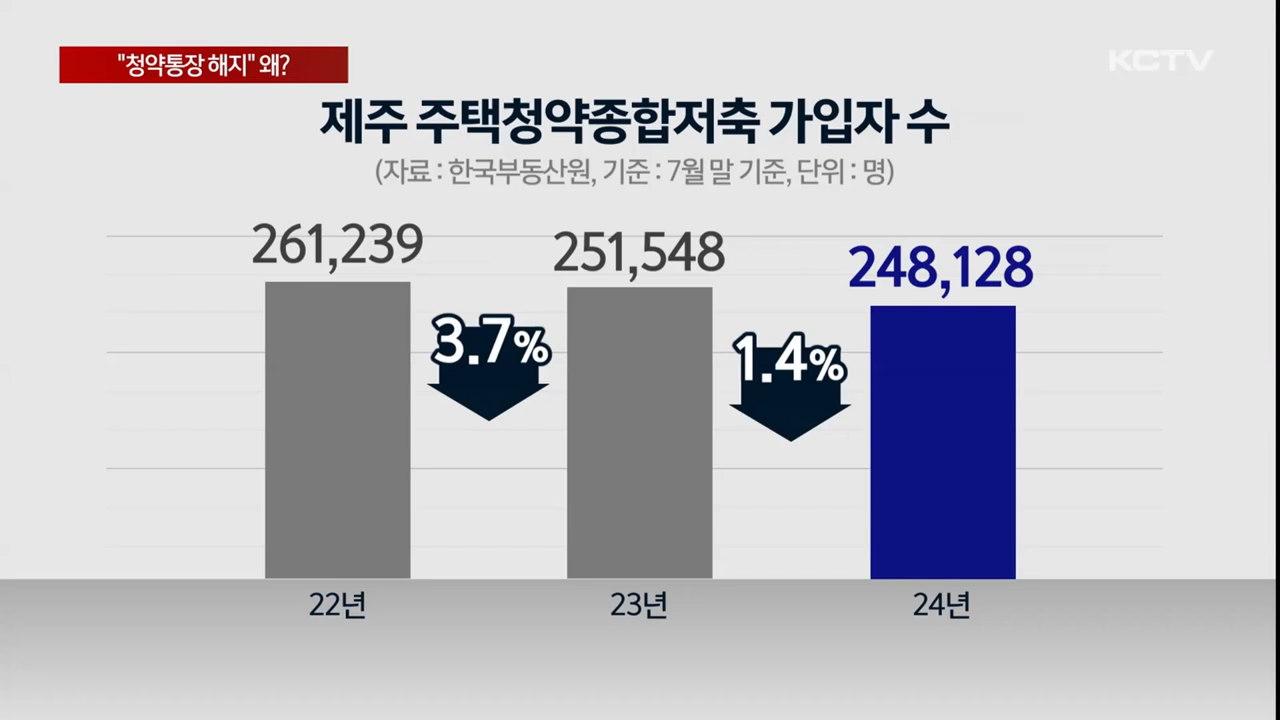 "청약통장 해지" 왜?
KCTV
제주 주택청약종합저축 가입자 수
(자료 : 한국부동산원, 기준 : 7월 말 기준, 단위 : 명)
261,239
251,548
248,128
3.7%
1.4%
22년
23년
24년